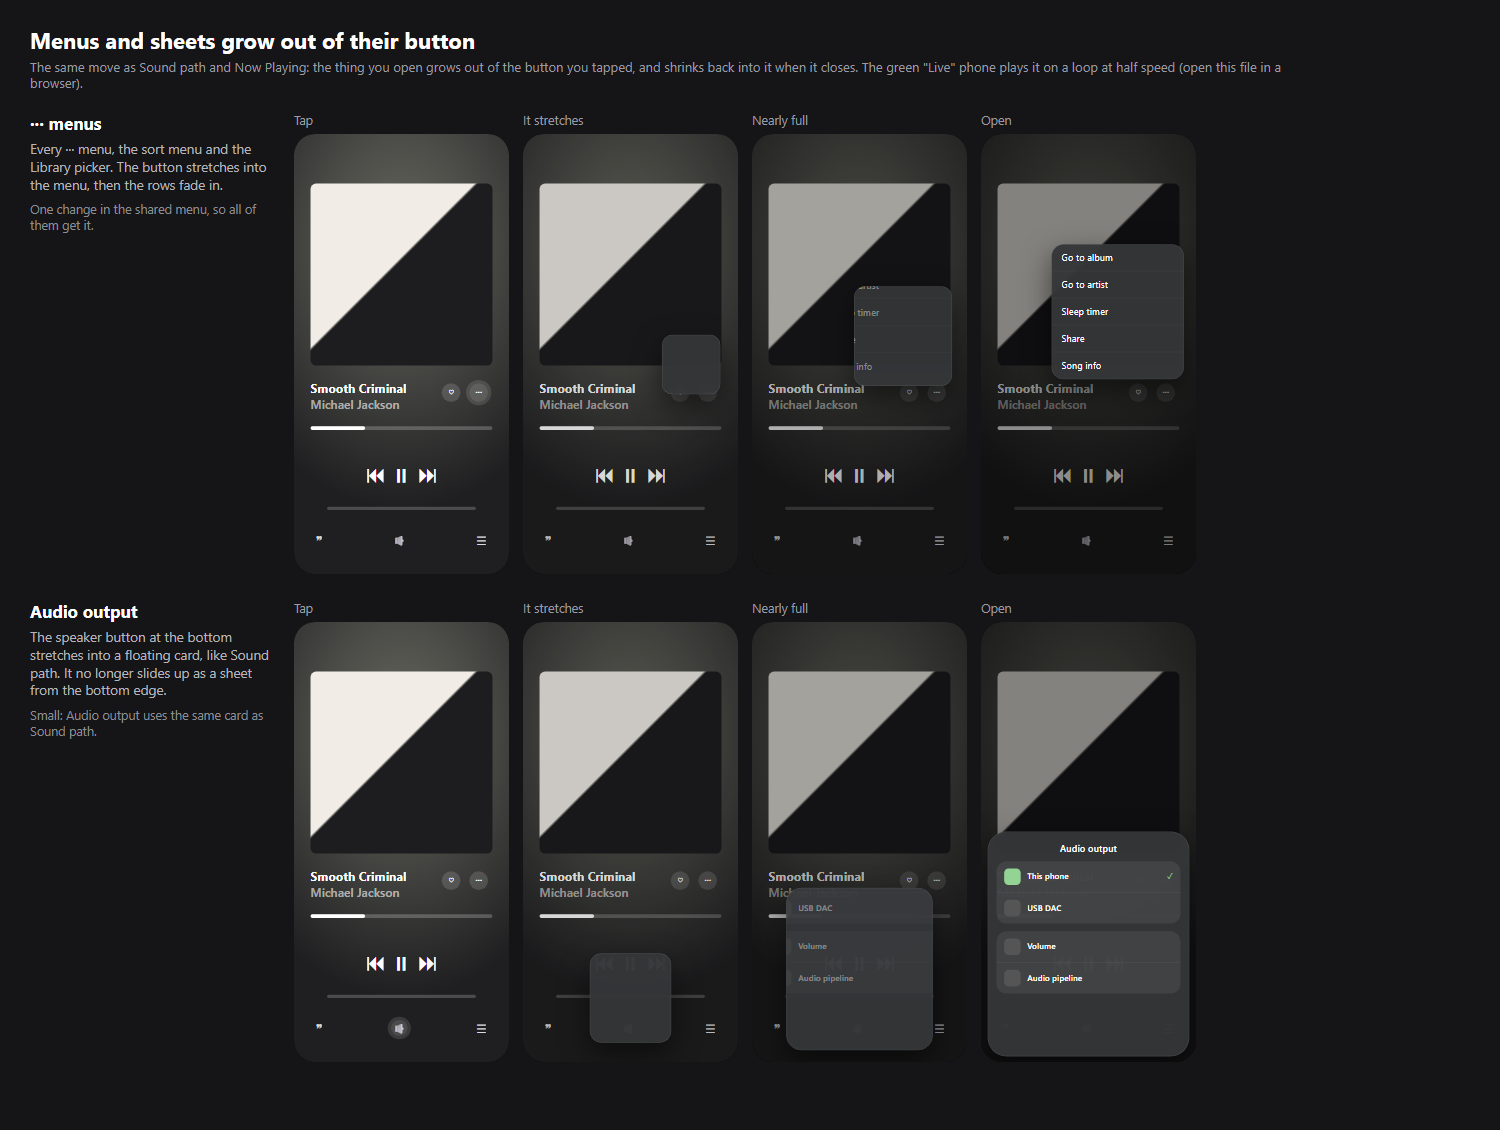 Menus and sheets grow out of their button
The same move as Sound path and Now Playing: the thing you open grows out of the button you tapped, and shrinks back into it when it closes. The green "Live" phone plays it on a loop at half speed (open this file in a
browser).
··· menus
Every ··· menu, the sort menu and the
Library picker. The button stretches into
the menu, then the rows fade in.
One change in the shared menu, so all of
them get it.
Tap
Smooth Criminal
Michael Jackson
It stretches
Smooth Criminal
Michael Jackson
Nearly full
timer
info
Smooth Criminal
Michael Jackson
Open
Go to album
Go to artist
Sleep timer
Share
Song info
Smooth Criminal
Michael Jackson
Audio output
The speaker button at the bottom
stretches into a floating card, like Sound
path. It no longer slides up as a sheet
from the bottom edge.
Small: Audio output uses the same card as
Sound path.
Tap
Smooth Criminal
Michael Jackson
It stretches
Smooth Criminal
Michael Jackson
Nearly full
Smooth Criminal
Michael Jackson
USB DAC
Volume
Audio pipeline
Open
Audio output
This phone ✓
USB DAC
Volume
Audio pipeline